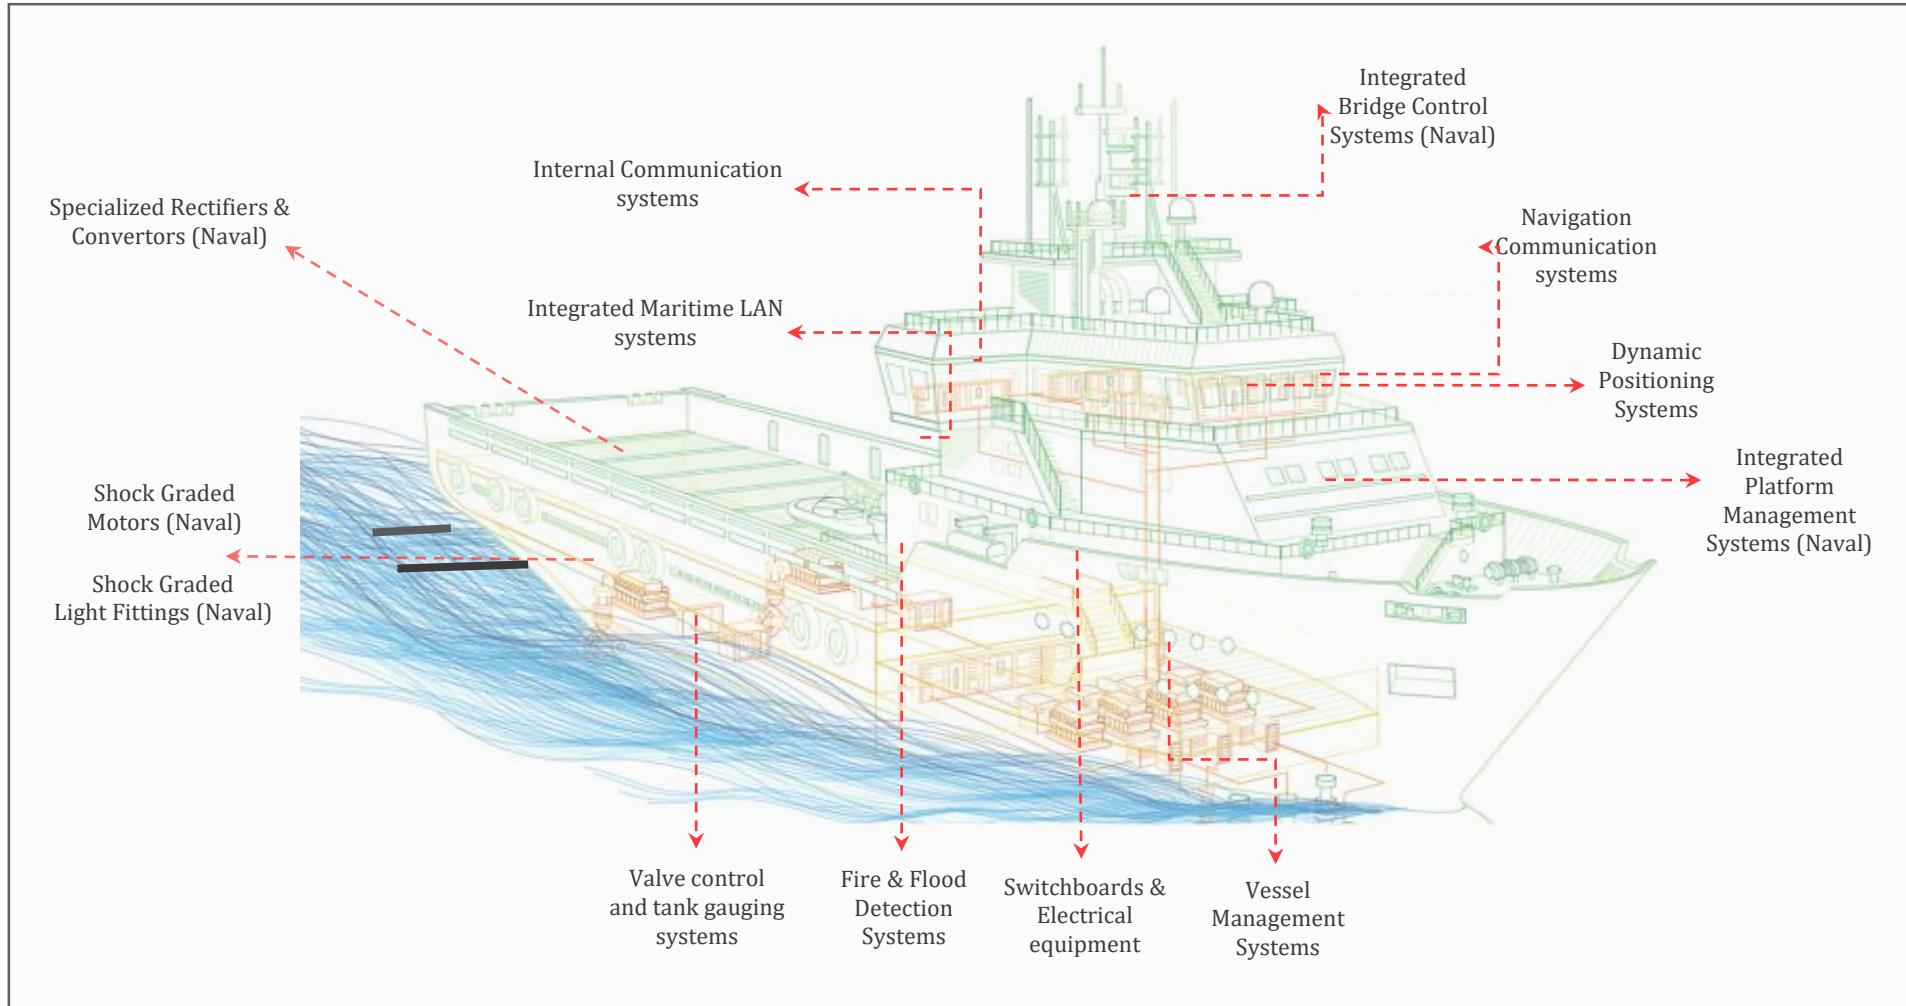 Integrated
Bridge Control
Systems (Naval)
Internal Communication
systems
Specialized Rectifiers &
Convertors (Naval)
Navigation
Communication
systems
Integrated Maritime LAN
systems
Dynamic
Positioning
Systems
Integrated
Platform
Management
Systems (Naval)
Shock Graded
Motors (Naval)
Shock Graded
Light Fittings (Naval)
Valve control
and tank gauging
systems
Fire & Flood
Detection
Systems
Switchboards &
Electrical
equipment
Vessel
Management
Systems